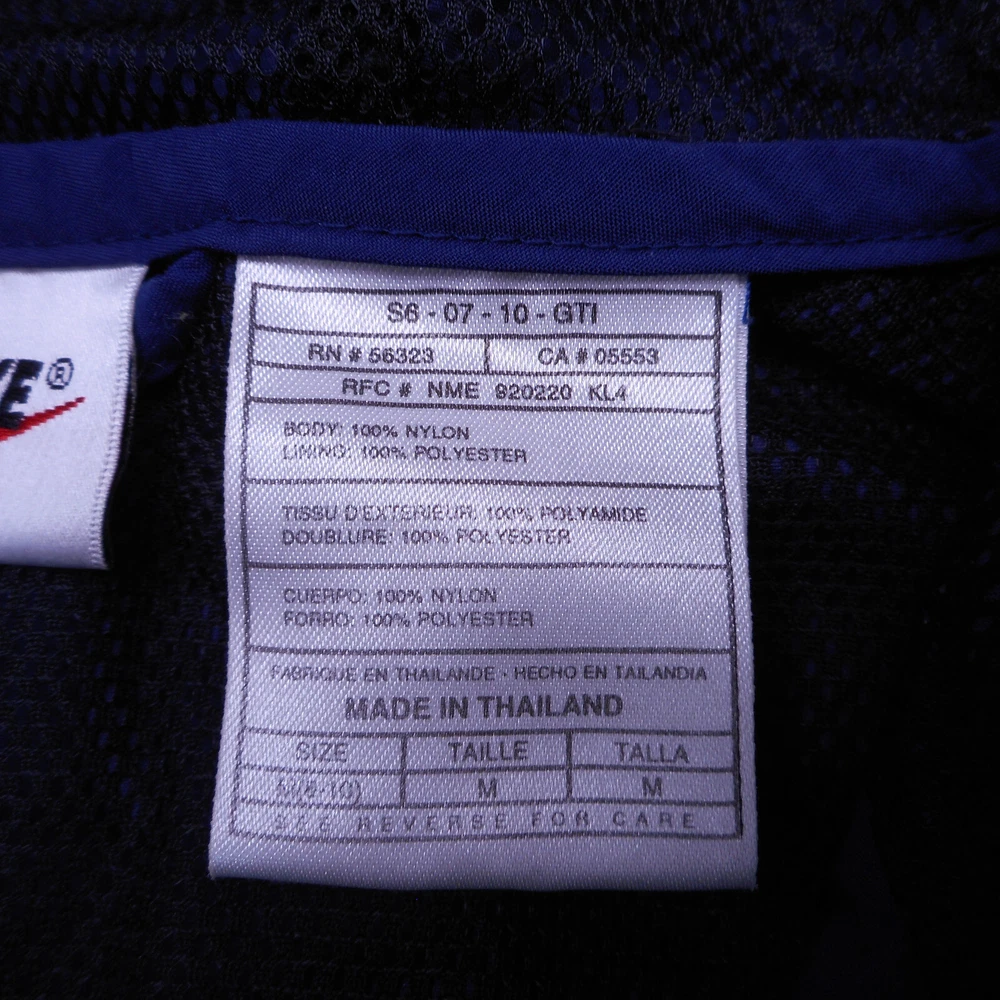 S6 - 07 - 10 - GTI
RN # 56323 CA # 05553
RFC # NME 920220 KL4
BODY: 100% NYLON
LINING: 100% POLYESTER
TISSU D'EXTERIEUR: 100% POLYAMIDE
DOUBLURE: 100% POLYESTER
CUERPO: 100% NYLON
FORRO: 100% POLYESTER
FABRIQUE EN THAILANDE - HECHO EN TAILANDIA
MADE IN THAILAND
SIZE TAILLE TALLA
M(8-10) M M
SEE REVERSE FOR CARE
KE®